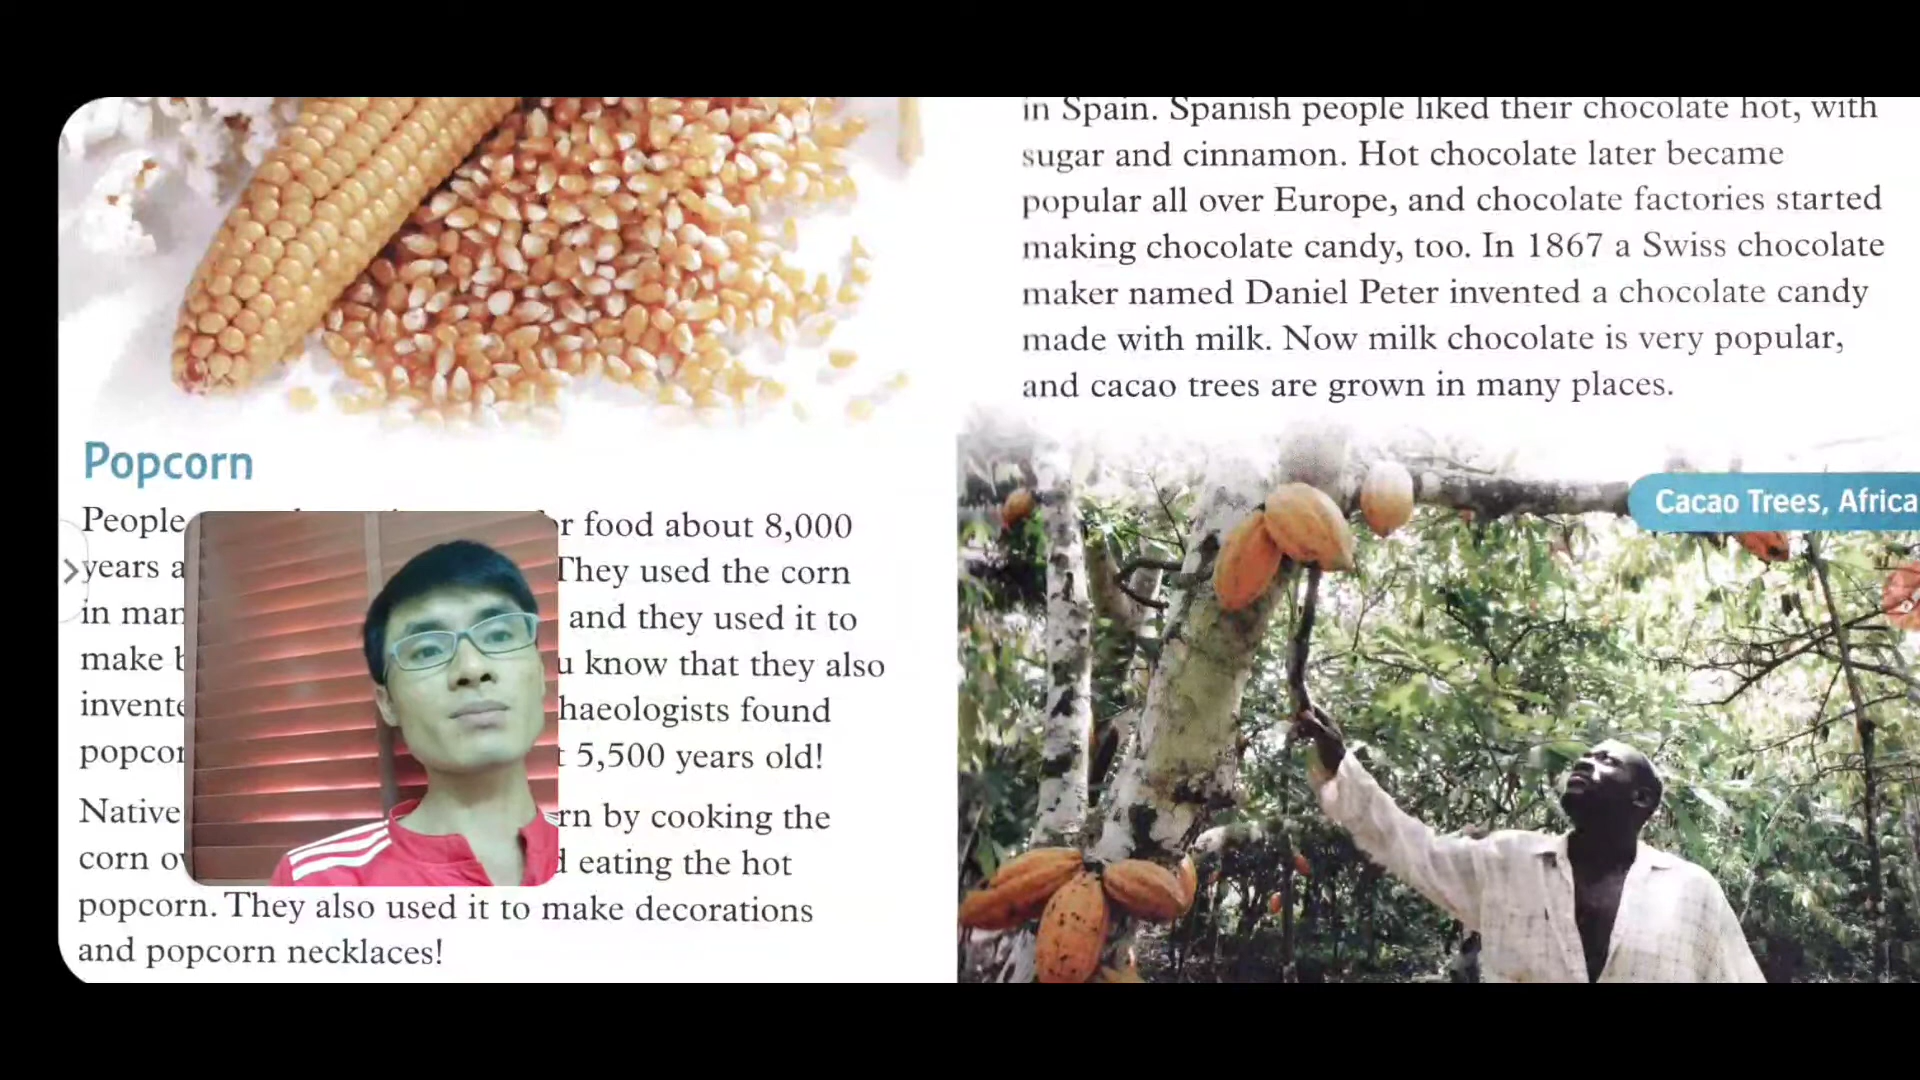 Popcorn
People food about 8,000
years They used the corn
in and they used it to
make know that they also
found
5,500 years old!
Native by cooking the
corn eating the hot
popcorn. They also used it to make decorations
and popcorn necklaces!
in Spain. Spanish people liked their chocolate hot, with
sugar and cinnamon. Hot chocolate later became
popular all over Europe, and chocolate factories started
making chocolate candy, too. In 1867 a Swiss chocolate
maker named Daniel Peter invented a chocolate candy
made with milk. Now milk chocolate is very popular,
and cacao trees are grown in many places.
Cacao Trees, Africa